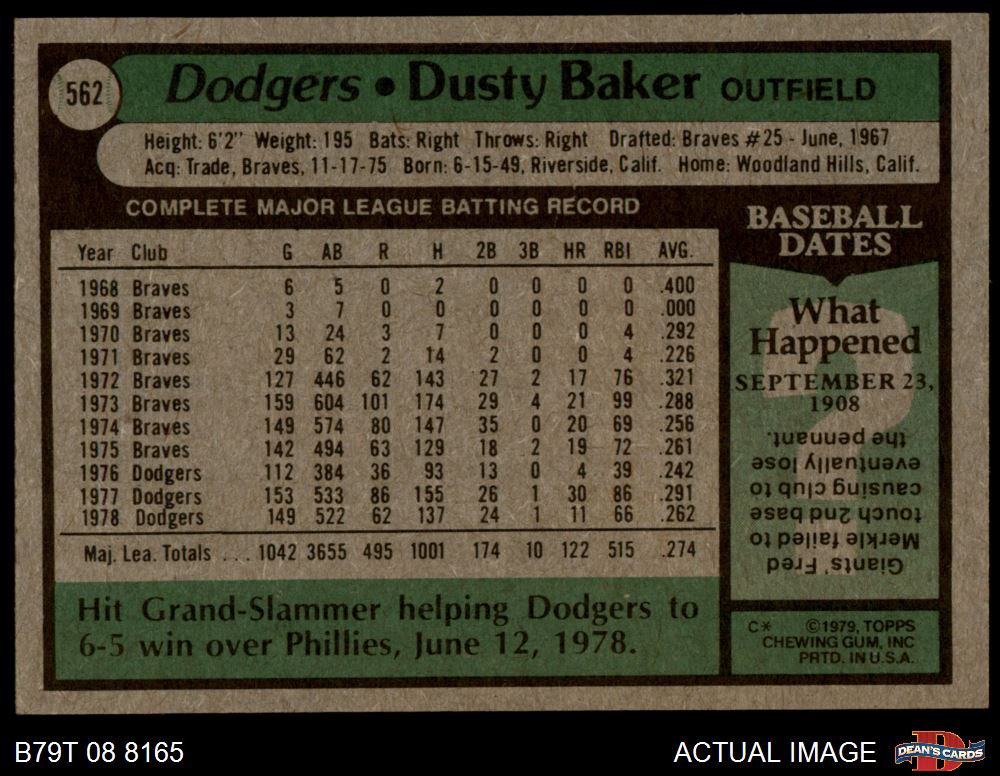 562
Dodgers • Dusty Baker OUTFIELD
Height: 6'2" Weight: 195 Bats: Right Throws: Right Drafted: Braves #25 - June, 1967
Acq: Trade, Braves, 11-17-75 Born: 6-15-49, Riverside, Calif. Home: Woodland Hills, Calif.
COMPLETE MAJOR LEAGUE BATTING RECORD
Year Club G AB R H 2B 3B HR RBI AVG.
1968 Braves 6 5 0 2 0 0 0 0 .400
1969 Braves 3 7 0 0 0 0 0 0 .000
1970 Braves 13 24 3 7 0 0 0 4 .292
1971 Braves 29 62 2 14 2 0 0 4 .226
1972 Braves 127 446 62 143 27 2 17 76 .321
1973 Braves 159 604 101 174 29 4 21 99 .288
1974 Braves 149 574 80 147 35 0 20 69 .256
1975 Braves 142 494 63 129 18 2 19 72 .261
1976 Dodgers 112 384 36 93 13 0 4 39 .242
1977 Dodgers 153 533 86 155 26 1 30 86 .291
1978 Dodgers 149 522 62 137 24 1 11 66 .262
Maj. Lea. Totals ... 1042 3655 495 1001 174 10 122 515 .274
Hit Grand-Slammer helping Dodgers to
6-5 win over Phillies, June 12, 1978.
BASEBALL
DATES
What
Happened
SEPTEMBER 23,
1908
Giants' Fred
Merkle failed to
touch 2nd base
causing club to
eventually lose
the pennant.
C* ©1979, TOPPS
CHEWING GUM, INC
PRTD. IN U.S.A.
B79T 08 8165
ACTUAL IMAGE
DEAN'S CARDS